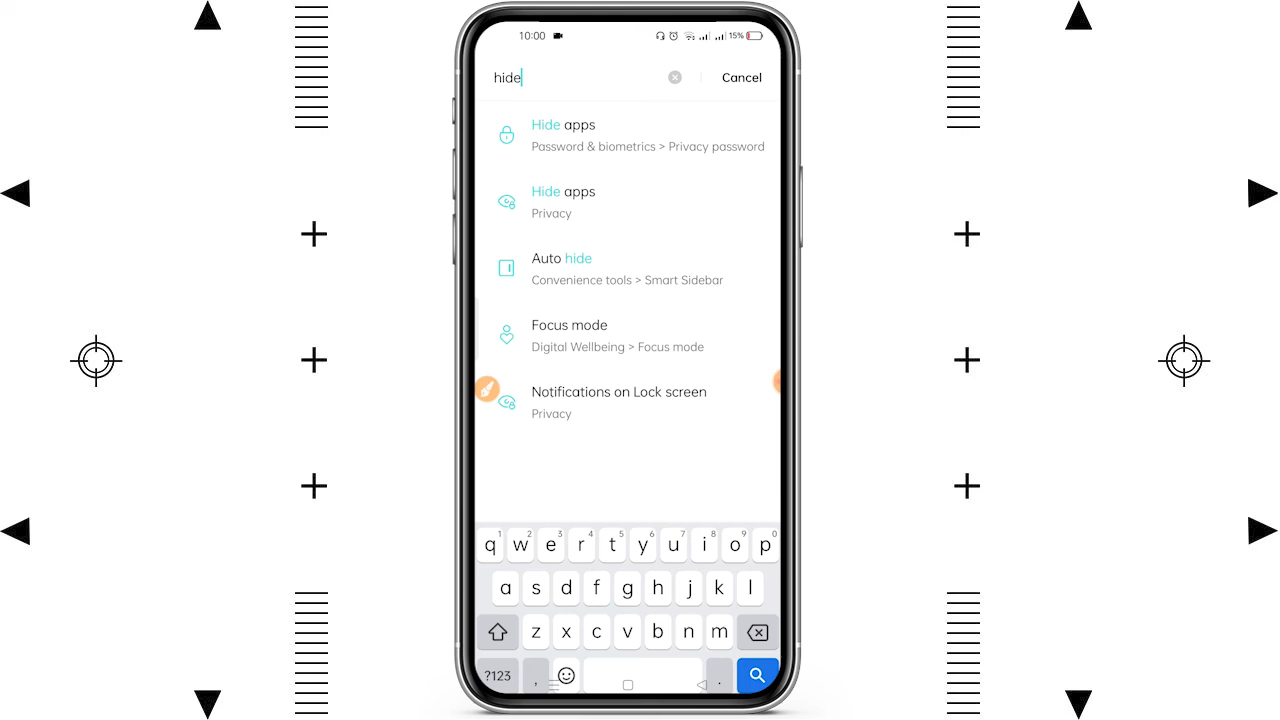 10:00
15%
hide
Cancel
Hide apps
Password & biometrics > Privacy password
Hide apps
Privacy
Auto hide
Convenience tools > Smart Sidebar
Focus mode
Digital Wellbeing > Focus mode
Notifications on Lock screen
Privacy
1 2 3 4 5 6 7 8 9 0
q w e r t y u i o p
a s d f g h j k l
z x c v b n m
?123 , .